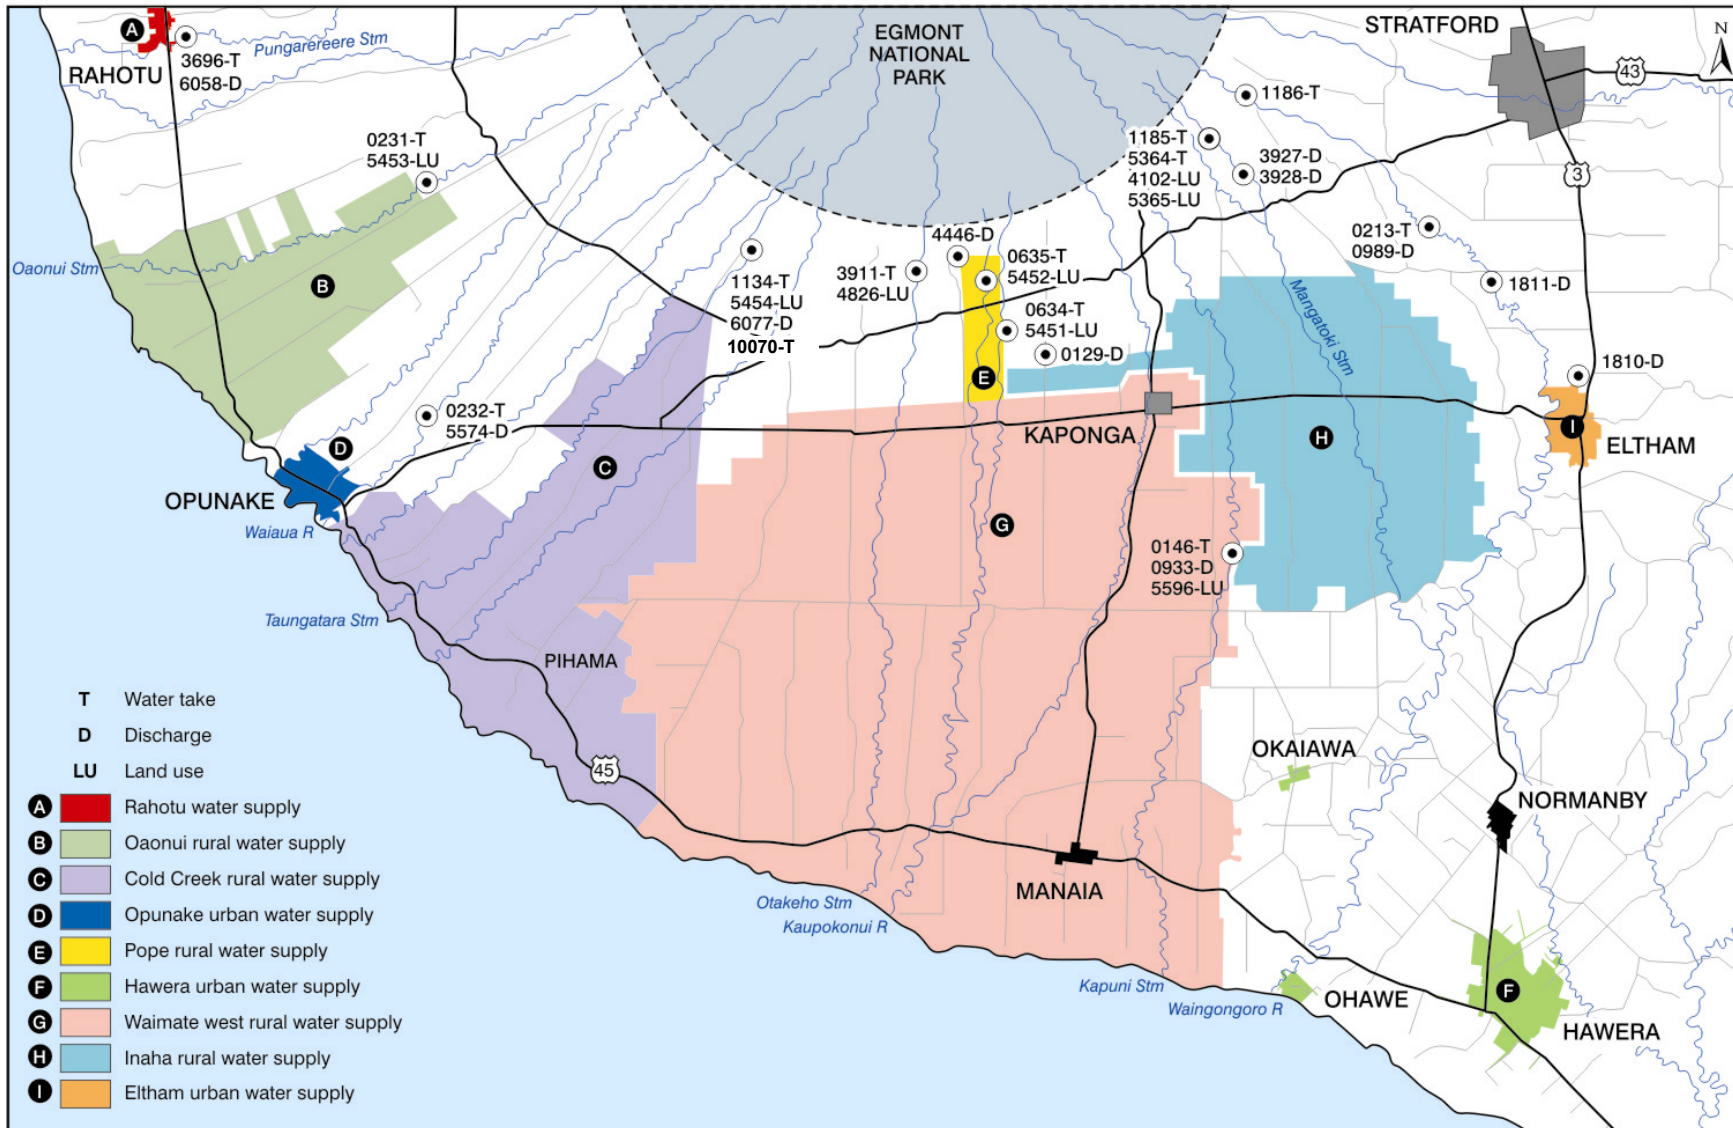 EGMONT
NATIONAL
PARK
STRATFORD
N
43
A
Pungarereere Stm
RAHOTU
3696-T
6058-D
1186-T
0231-T
5453-LU
1185-T
5364-T
4102-LU
5365-LU
3927-D
3928-D
3
0213-T
0989-D
Oaonui Stm
B
4446-D
1134-T
5454-LU
6077-D
10070-T
3911-T
4826-LU
0635-T
5452-LU
0634-T
5451-LU
0129-D
Mangatoki Stm
1811-D
1810-D
E
0232-T
5574-D
KAPONGA
H
I
ELTHAM
D
C
OPUNAKE
Waiaua R
G
0146-T
0933-D
5596-LU
Taungatara Stm
PIHAMA
45
OKAIAWA
NORMANBY
MANAIA
Otakeho Stm
Kaupokonui R
Kapuni Stm
Waingongoro R
OHAWE
F
HAWERA
T Water take
D Discharge
LU Land use
A Rahotu water supply
B Oaonui rural water supply
C Cold Creek rural water supply
D Opunake urban water supply
E Pope rural water supply
F Hawera urban water supply
G Waimate west rural water supply
H Inaha rural water supply
I Eltham urban water supply